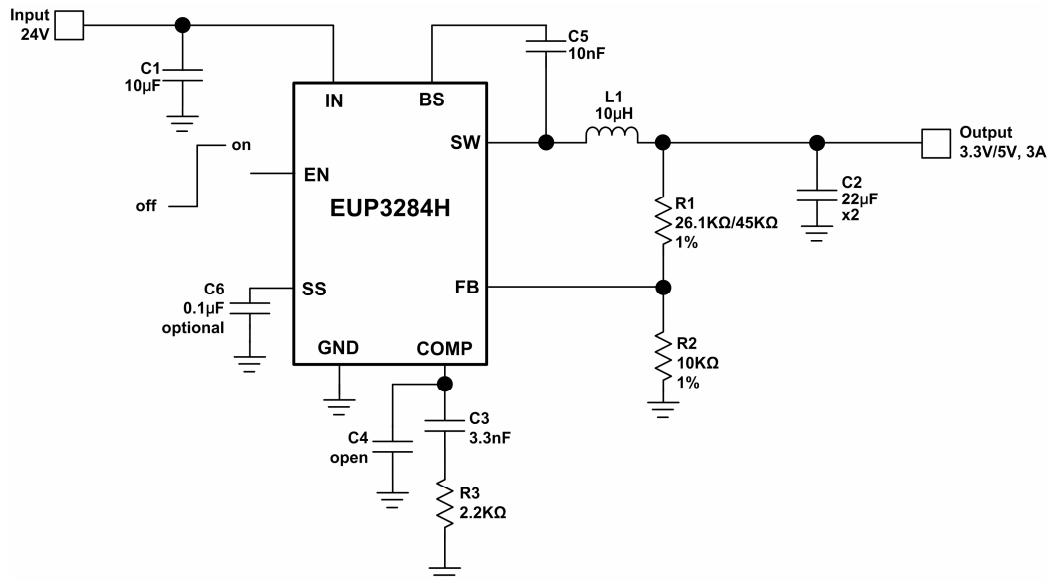 Input
24V
C1
10µF
IN
BS
C5
10nF
L1
10µH
SW
Output
3.3V/5V, 3A
on
off
EN
EUP3284H
C2
22µF
x2
R1
26.1KΩ/45KΩ
1%
C6
0.1µF
optional
SS
FB
GND
COMP
R2
10KΩ
1%
C4
open
C3
3.3nF
R3
2.2KΩ